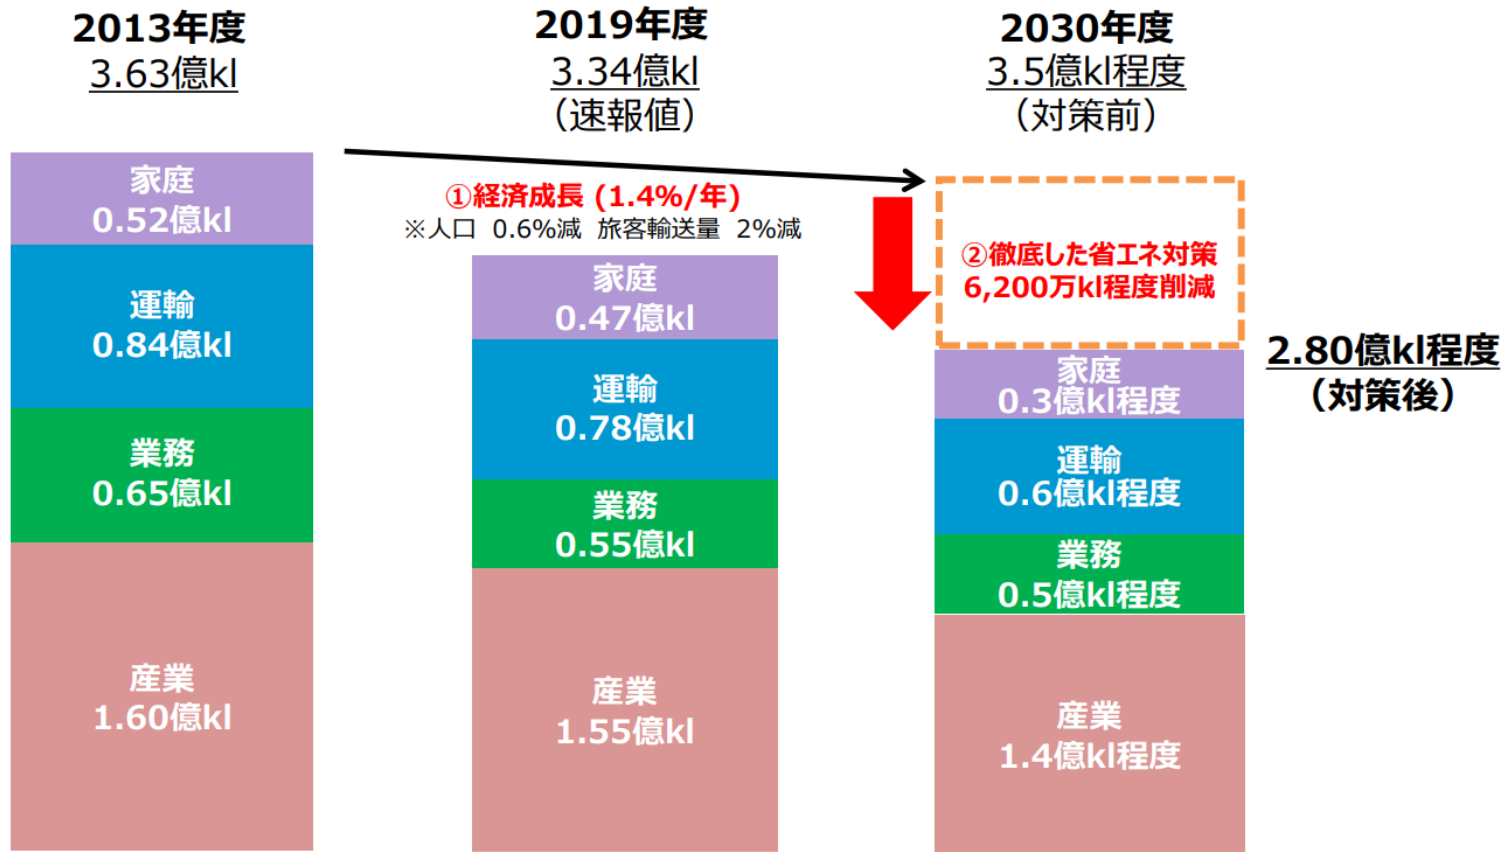 2013年度
3.63億kl
家庭
0.52億kl
運輸
0.84億kl
業務
0.65億kl
産業
1.60億kl
2019年度
3.34億kl
（速報値）
①経済成長 (1.4%/年)
※人口 0.6%減 旅客輸送量 2%減
家庭
0.47億kl
運輸
0.78億kl
業務
0.55億kl
産業
1.55億kl
2030年度
3.5億kl程度
（対策前）
②徹底した省エネ対策
6,200万kl程度削減
家庭
0.3億kl程度
運輸
0.6億kl程度
業務
0.5億kl程度
産業
1.4億kl程度
2.80億kl程度
（対策後）